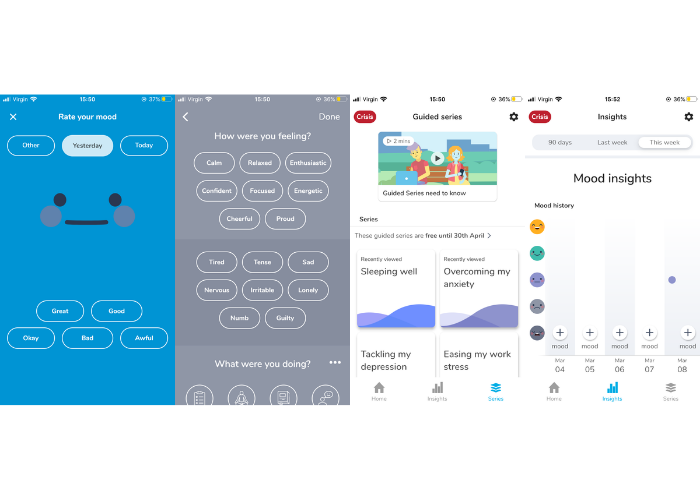 Virgin 15:50 37%
Rate your mood
Other Yesterday Today
Great Good
Okay Bad Awful
Virgin 15:50 36%
Done
How were you feeling?
Calm Relaxed Enthusiastic
Confident Focused Energetic
Cheerful Proud
Tired Tense Sad
Nervous Irritable Lonely
Numb Guilty
What were you doing?
Virgin 15:50 36%
Crisis Guided series
2 mins
Guided Series need to know
Series
These guided series are free until 30th April
Recently viewed
Sleeping well
Recently viewed
Overcoming my
anxiety
Tackling my
depression
Easing my work
stress
Home Insights Series
Virgin 15:52 36%
Crisis Insights
90 days Last week This week
Mood insights
Mood history
mood mood mood mood mood
Mar Mar Mar Mar Mar
04 05 06 07 08
Home Insights Series